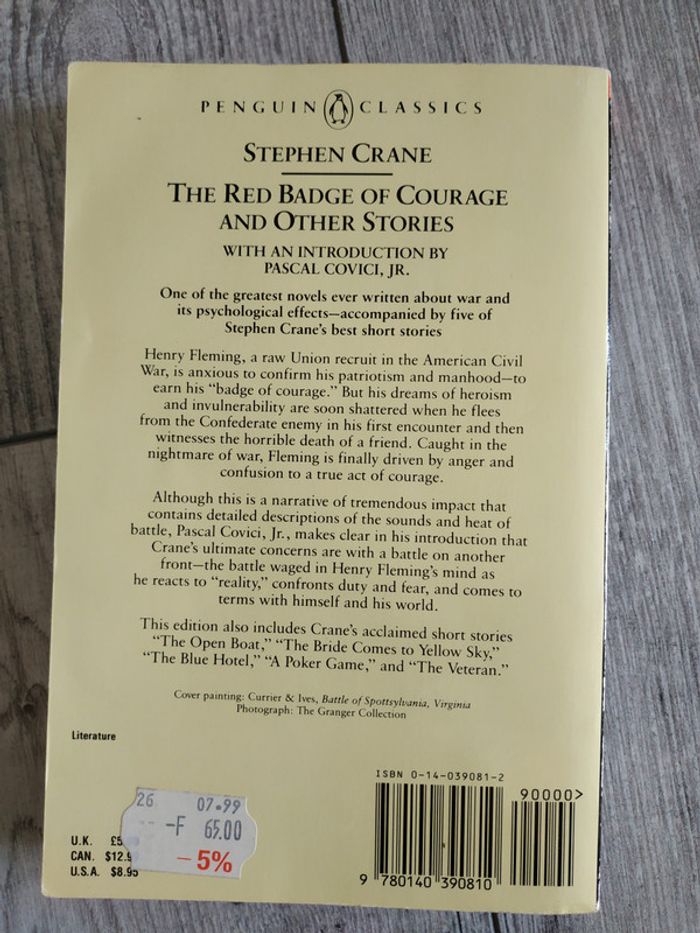 PENGUIN CLASSICS
STEPHEN CRANE
THE RED BADGE OF COURAGE
AND OTHER STORIES
WITH AN INTRODUCTION BY
PASCAL COVICI, JR.
One of the greatest novels ever written about war and
its psychological effects—accompanied by five of
Stephen Crane's best short stories
Henry Fleming, a raw Union recruit in the American Civil
War, is anxious to confirm his patriotism and manhood—to
earn his "badge of courage." But his dreams of heroism
and invulnerability are soon shattered when he flees
from the Confederate enemy in his first encounter and then
witnesses the horrible death of a friend. Caught in the
nightmare of war, Fleming is finally driven by anger and
confusion to a true act of courage.
Although this is a narrative of tremendous impact that
contains detailed descriptions of the sounds and heat of
battle, Pascal Covici, Jr., makes clear in his introduction that
Crane's ultimate concerns are with a battle on another
front—the battle waged in Henry Fleming's mind as
he reacts to "reality," confronts duty and fear, and comes to
terms with himself and his world.
This edition also includes Crane's acclaimed short stories
"The Open Boat," "The Bride Comes to Yellow Sky,"
"The Blue Hotel," "A Poker Game," and "The Veteran."
Cover painting: Currier & Ives, Battle of Spottsylvania, Virginia
Photograph: The Granger Collection
Literature
ISBN 0-14-039081-2
90000>
26 07.99
-F 65.00
-5%
U.K.
CAN.
U.S.A. $8.95
9 780140 390810